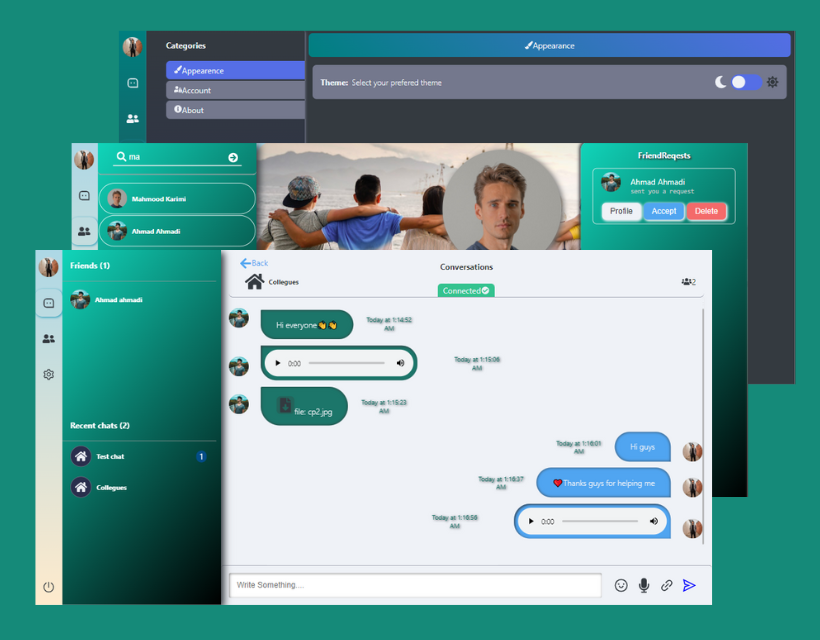 Categories
Appearence
Account
About
Appearance
Theme: Select your prefered theme
ma
Mahmood Karimi
Ahmad Ahmadi
FriendReqests
Ahmad Ahmadi
sent you a request
Profile
Accept
Delete
Friends (1)
Ahmad ahmadi
Recent chats (2)
Test chat
1
Collegues
Back
Collegues
Conversations
Connected
2
Hi everyone
Today at 1:14:52
AM
0:00
Today at 1:15:08
AM
file: cp2.jpg
Today at 1:15:23
AM
Today at 1:16:01
AM
Hi guys
Today at 1:16:37
AM
Thanks guys for helping me
Today at 1:16:58
AM
0:00
Write Something....